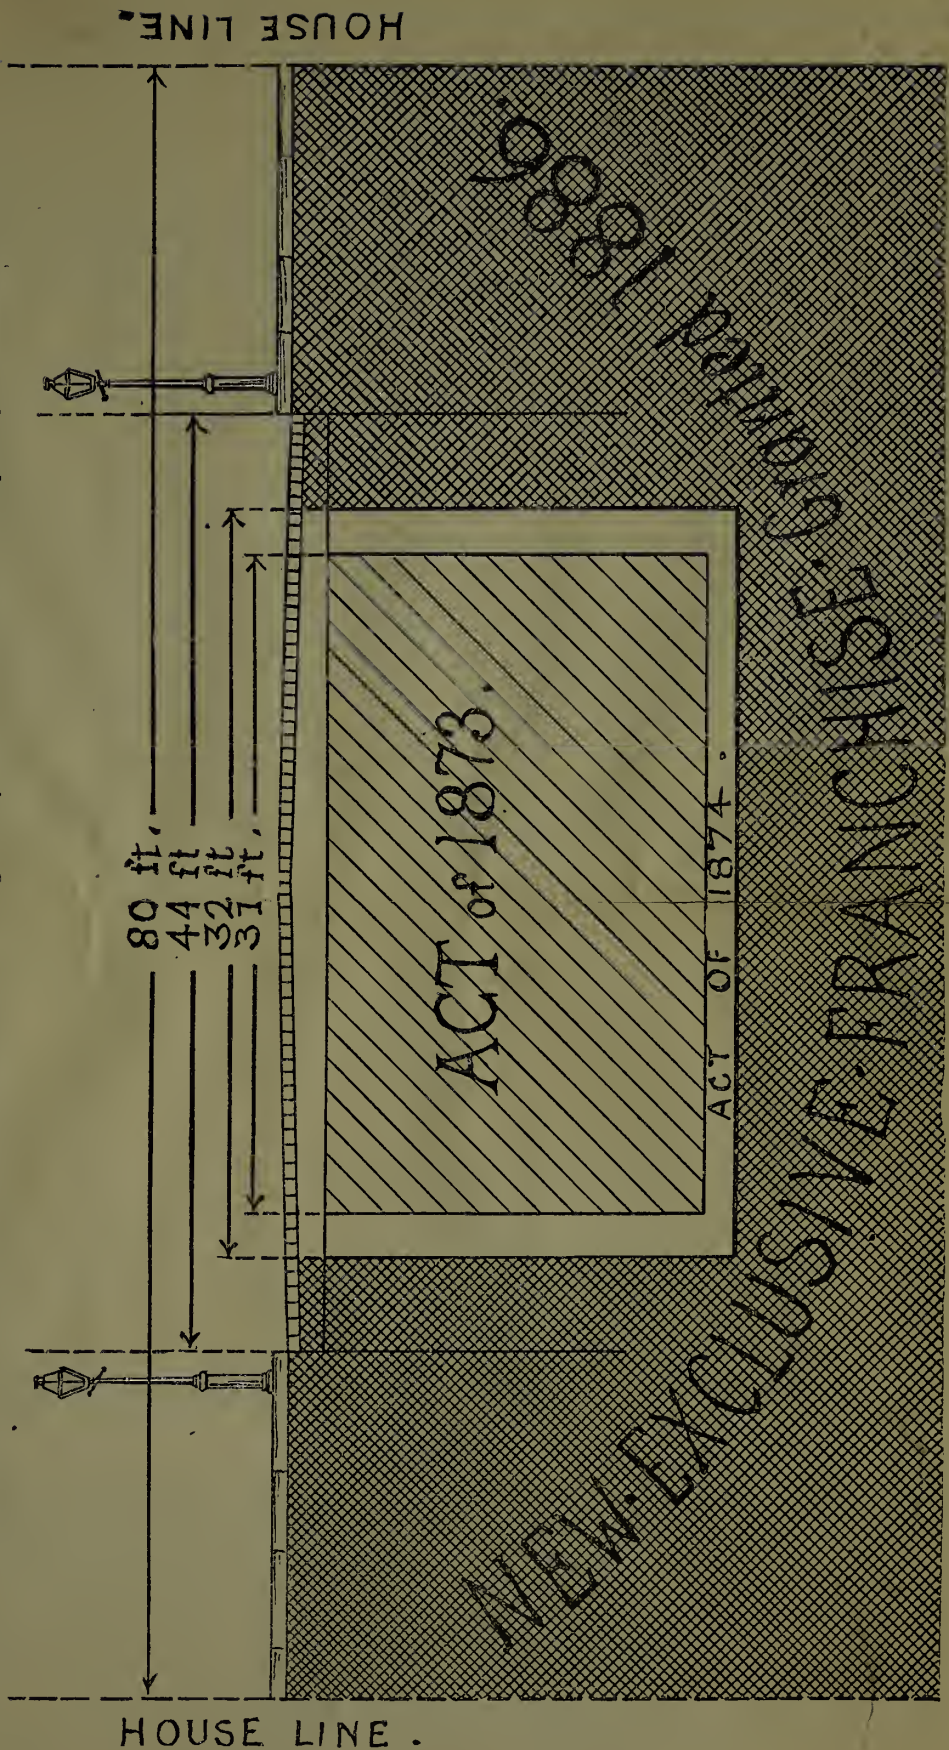 HOUSE LINE.
80 ft.
44 ft
32 ft
31 ft.
ACT of 1873.
ACT OF 1874.
NEW·EXCLUSIVE·FRANCHISE·Granted 1886.
HOUSE LINE.